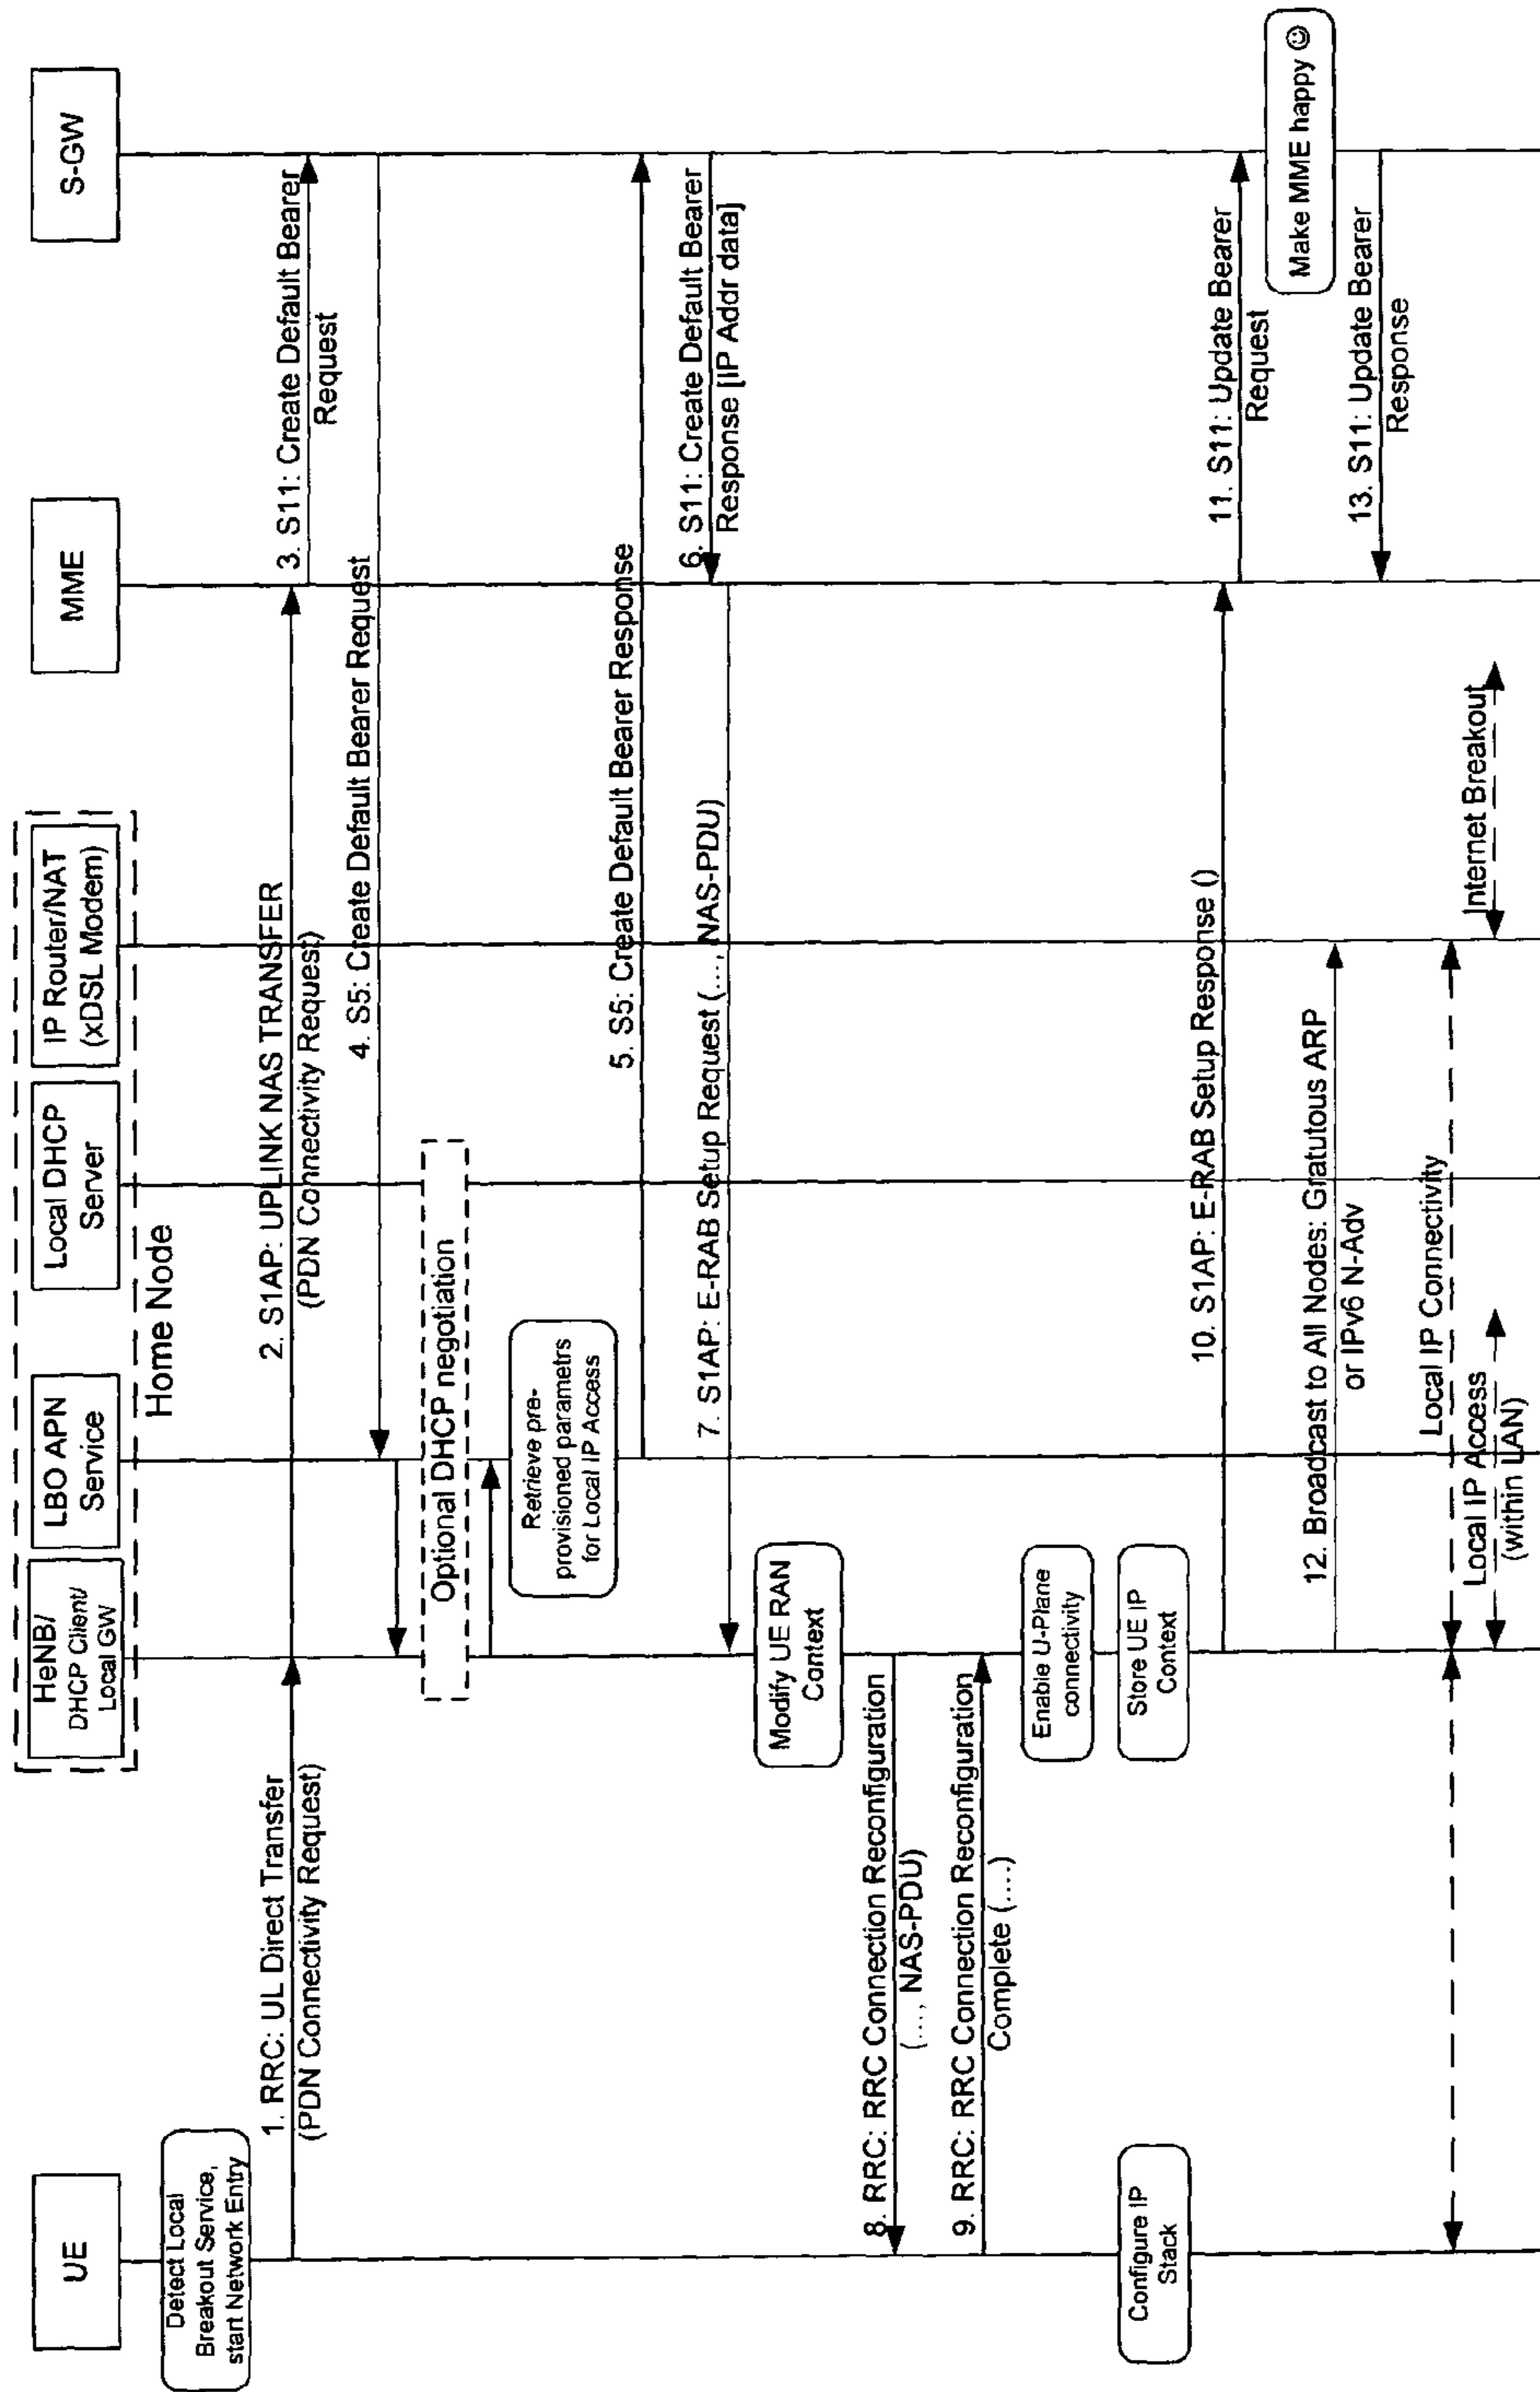 UE
HeNB/
DHCP Client/
Local GW
LBO APN
Service
Local DHCP
Server
IP Router/NAT
(xDSL Modem)
MME
S-GW
Home Node
Detect Local
Breakout Service,
start Network Entry
1. RRC: UL Direct Transfer
(PDN Connectivity Request)
2. S1AP: UPLINK NAS TRANSFER
(PDN Connectivity Request)
3. S11: Create Default Bearer
Request
4. S5: Create Default Bearer Request
Optional DHCP negotiation
Retrieve pre-
provisioned parametrs
for Local IP Access
5. S5: Create Default Bearer Response
6. S11: Create Default Bearer
Response [IP Addr data]
7. S1AP: E-RAB Setup Request (..., NAS-PDU)
Modify UE RAN
Context
8. RRC: RRC Connection Reconfiguration
(..., NAS-PDU)
9. RRC: RRC Connection Reconfiguration
Complete (....)
Enable U-Plane
connectivity
Configure IP
Stack
Store UE IP
Context
10. S1AP: E-RAB Setup Response ()
11. S11: Update Bearer
Request
Make MME happy ☺
12. Broadcast to All Nodes: Gratutous ARP
or IPv6 N-Adv
13. S11: Update Bearer
Response
Local IP Connectivity
Local IP Access
(within LAN)
Internet Breakout